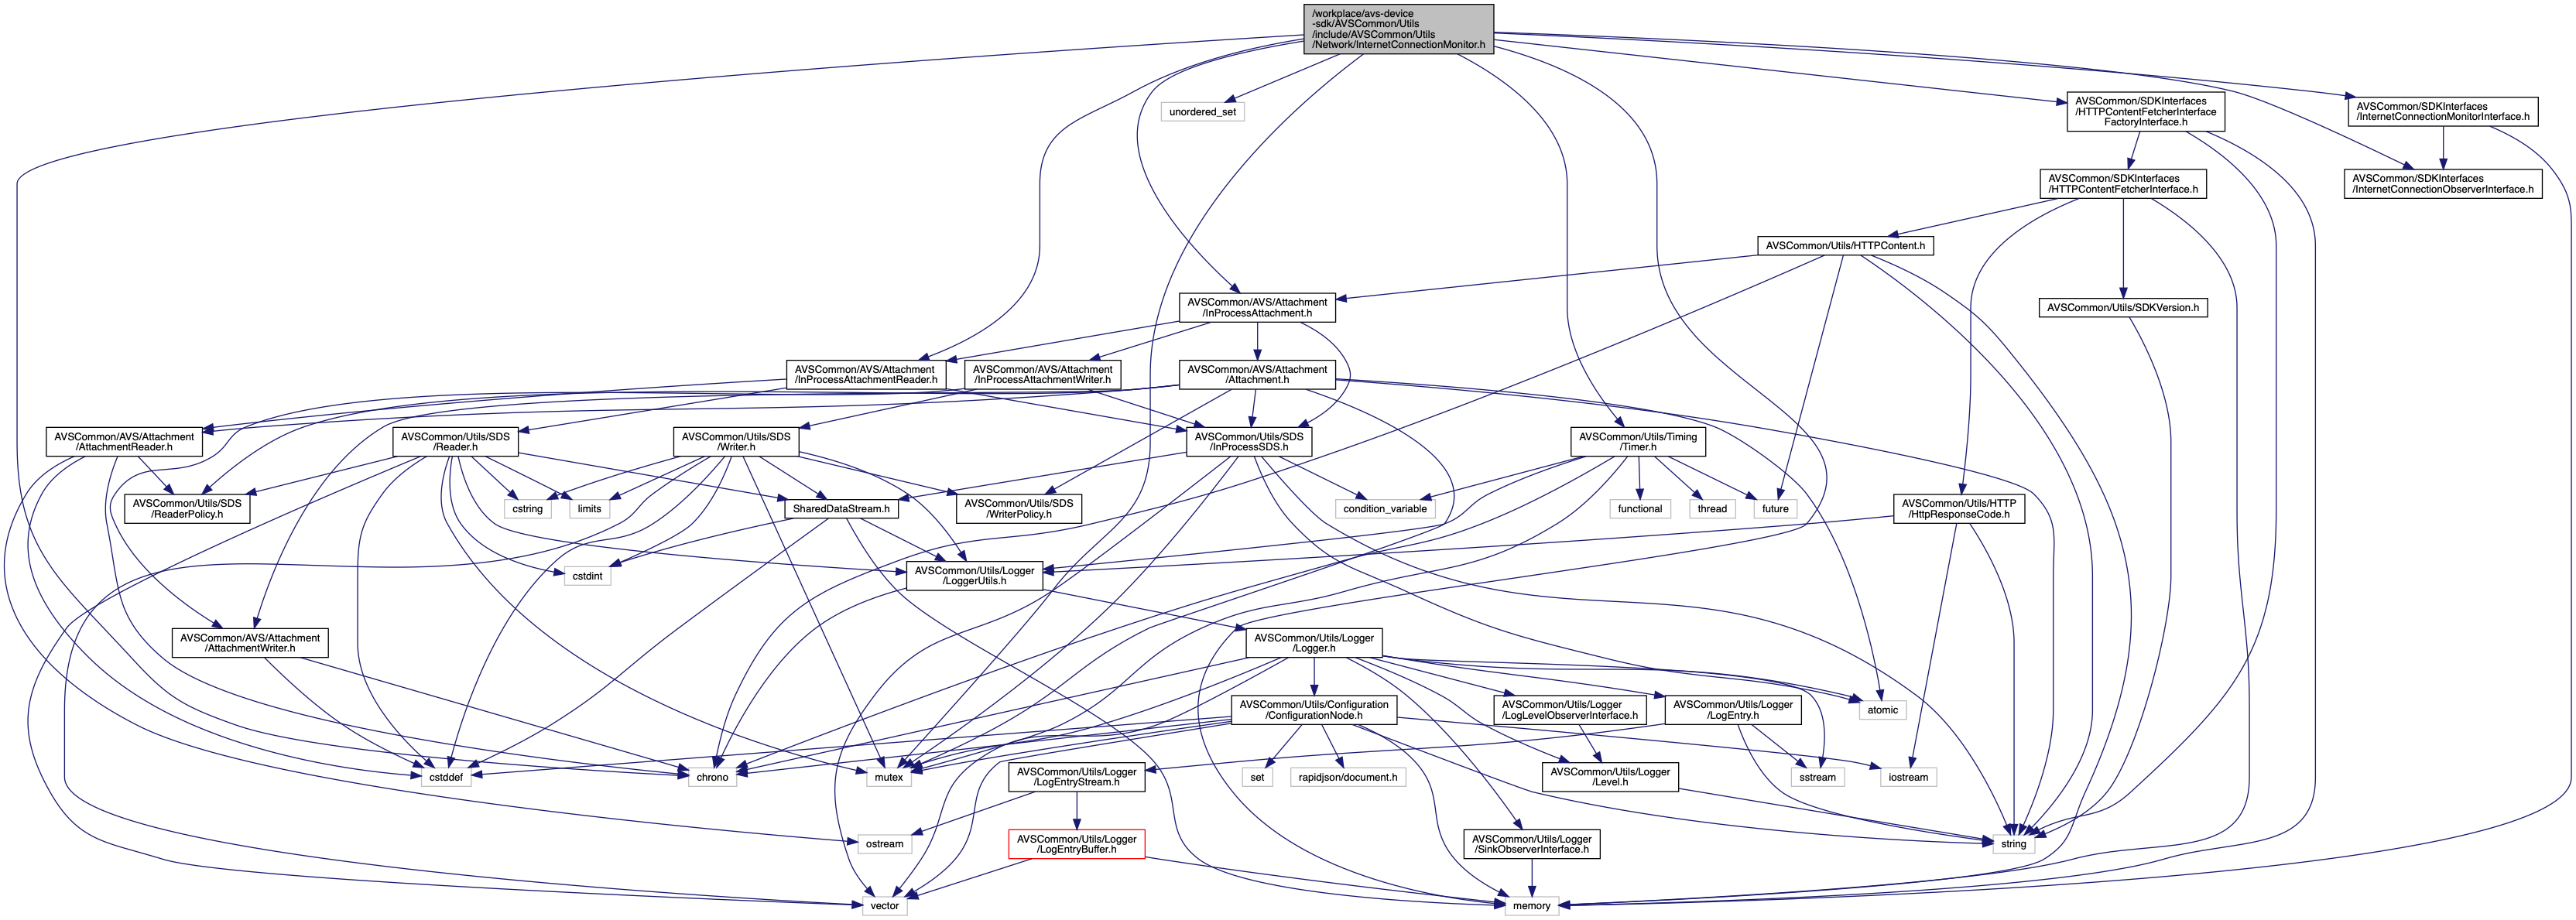 /workplace/avs-device
-sdk/AVSCommon/Utils
/include/AVSCommon/Utils
/Network/InternetConnectionMonitor.h
unordered_set
AVSCommon/SDKInterfaces
/HTTPContentFetcherInterface
FactoryInterface.h
AVSCommon/SDKInterfaces
/InternetConnectionMonitorInterface.h
AVSCommon/SDKInterfaces
/HTTPContentFetcherInterface.h
AVSCommon/SDKInterfaces
/InternetConnectionObserverInterface.h
AVSCommon/Utils/HTTPContent.h
AVSCommon/AVS/Attachment
/InProcessAttachment.h
AVSCommon/Utils/SDKVersion.h
AVSCommon/AVS/Attachment
/InProcessAttachmentReader.h
AVSCommon/AVS/Attachment
/InProcessAttachmentWriter.h
AVSCommon/AVS/Attachment
/Attachment.h
AVSCommon/AVS/Attachment
/AttachmentReader.h
AVSCommon/Utils/SDS
/Reader.h
AVSCommon/Utils/SDS
/Writer.h
AVSCommon/Utils/SDS
/InProcessSDS.h
AVSCommon/Utils/Timing
/Timer.h
AVSCommon/Utils/SDS
/ReaderPolicy.h
cstring
limits
SharedDataStream.h
AVSCommon/Utils/SDS
/WriterPolicy.h
condition_variable
functional
thread
future
AVSCommon/Utils/HTTP
/HttpResponseCode.h
cstdint
AVSCommon/Utils/Logger
/LoggerUtils.h
AVSCommon/AVS/Attachment
/AttachmentWriter.h
AVSCommon/Utils/Logger
/Logger.h
AVSCommon/Utils/Configuration
/ConfigurationNode.h
AVSCommon/Utils/Logger
/LogLevelObserverInterface.h
AVSCommon/Utils/Logger
/LogEntry.h
atomic
cstddef
chrono
mutex
AVSCommon/Utils/Logger
/LogEntryStream.h
set
rapidjson/document.h
AVSCommon/Utils/Logger
/Level.h
sstream
iostream
ostream
AVSCommon/Utils/Logger
/LogEntryBuffer.h
AVSCommon/Utils/Logger
/SinkObserverInterface.h
string
vector
memory